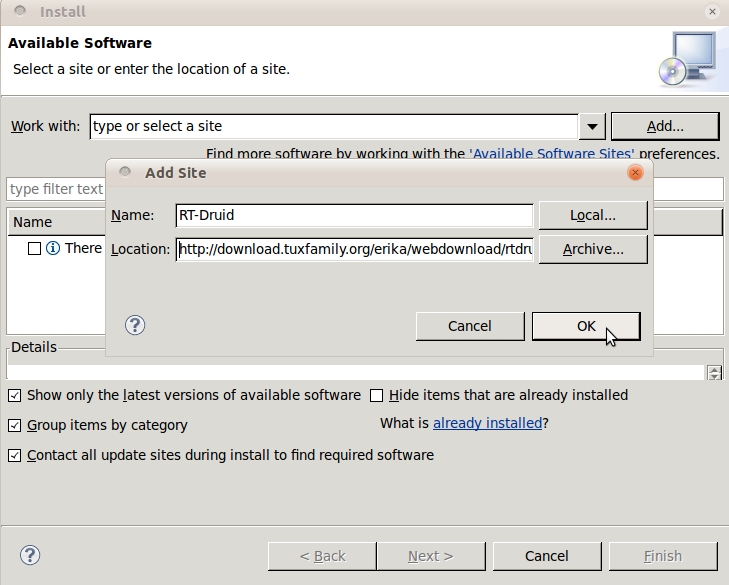 Install
Available Software
Select a site or enter the location of a site.
Work with: type or select a site Add...
Find more software by working with the 'Available Software Sites' preferences.
Add Site
type filter text
Name: RT-Druid Local...
Name
There
Location: http://download.tuxfamily.org/erika/webdownload/rtdru Archive...
Cancel OK
Details
Show only the latest versions of available software Hide items that are already installed
Group items by category What is already installed?
Contact all update sites during install to find required software
< Back Next > Cancel Finish